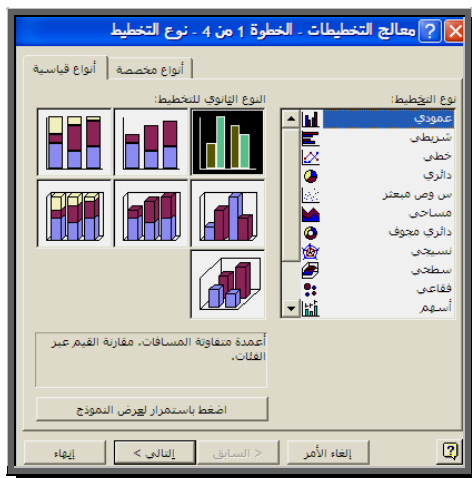 معالج التخطيطات - الخطوة 1 من 4 - نوع التخطيط
أنواع قياسية
أنواع مخصصة
نوع التخطيط:
عمودي
شريطي
خطي
دائري
س وص مبعثر
مساحي
دائري مجوف
نسيجي
سطحي
فقاعي
أسهم
النوع الثانوي للتخطيط:
أعمدة متفاوتة المسافات، مقارنة القيم عبر
الفئات.
اضغط باستمرار لعرض النموذج
إلغاء الأمر
< السابق
التالي >
إنهاء